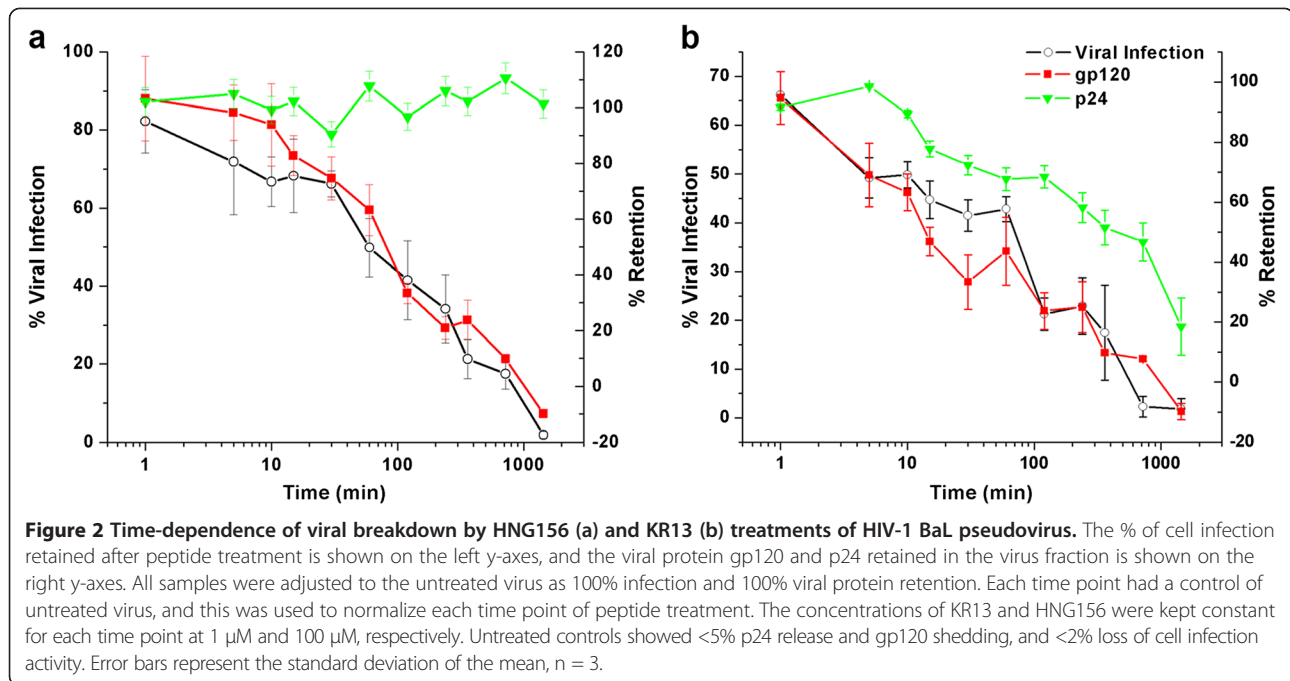 a
100
80
60
40
20
0
% Viral Infection
120
100
80
60
40
20
0
-20
% Retention
1
10
100
1000
Time (min)
b
Viral Infection
gp120
p24
70
60
50
40
30
20
10
0
% Viral Infection
100
80
60
40
20
0
-20
% Retention
1
10
100
1000
Time (min)
Figure 2 Time-dependence of viral breakdown by HNG156 (a) and KR13 (b) treatments of HIV-1 BaL pseudovirus. The % of cell infection
retained after peptide treatment is shown on the left y-axes, and the viral protein gp120 and p24 retained in the virus fraction is shown on the
right y-axes. All samples were adjusted to the untreated virus as 100% infection and 100% viral protein retention. Each time point had a control of
untreated virus, and this was used to normalize each time point of peptide treatment. The concentrations of KR13 and HNG156 were kept constant
for each time point at 1 μM and 100 μM, respectively. Untreated controls showed <5% p24 release and gp120 shedding, and <2% loss of cell infection
activity. Error bars represent the standard deviation of the mean, n = 3.